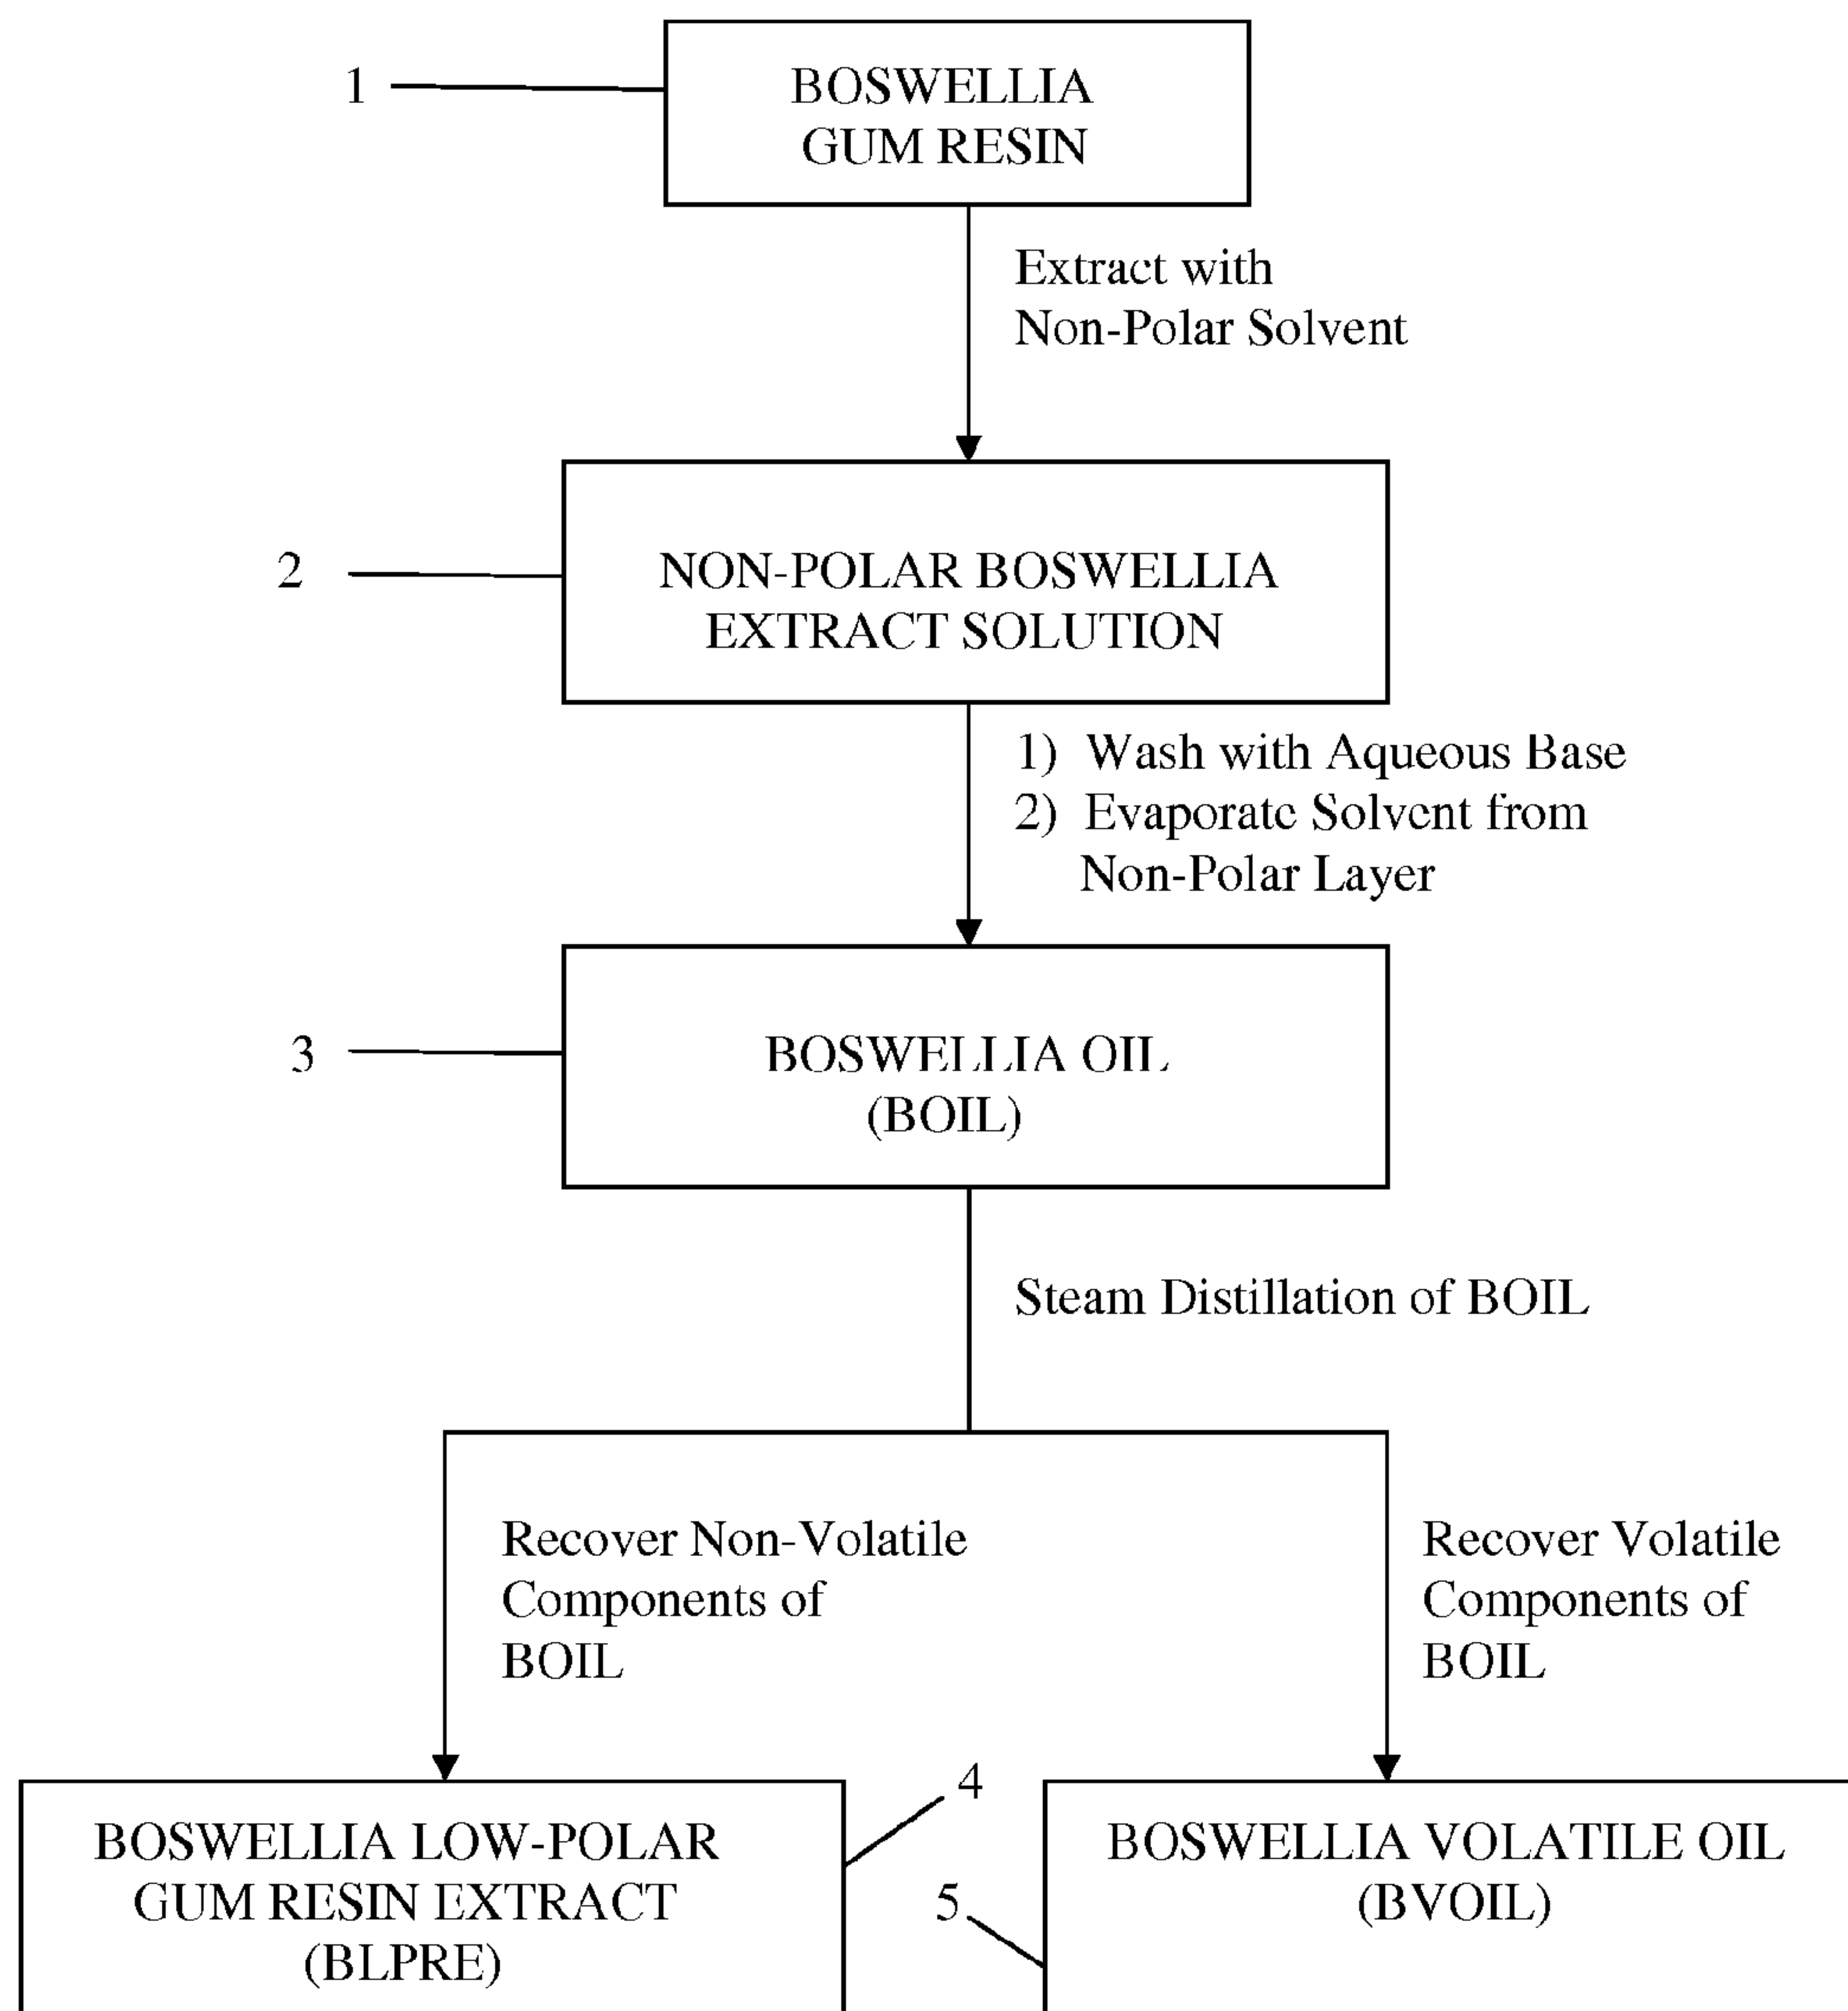 1
BOSWELLIA
GUM RESIN
Extract with
Non-Polar Solvent
2
NON-POLAR BOSWELLIA
EXTRACT SOLUTION
1) Wash with Aqueous Base
2) Evaporate Solvent from
Non-Polar Layer
3
BOSWELLIA OIL
(BOIL)
Steam Distillation of BOIL
Recover Non-Volatile
Components of
BOIL
Recover Volatile
Components of
BOIL
4
BOSWELLIA LOW-POLAR
GUM RESIN EXTRACT
(BLPRE)
5
BOSWELLIA VOLATILE OIL
(BVOIL)